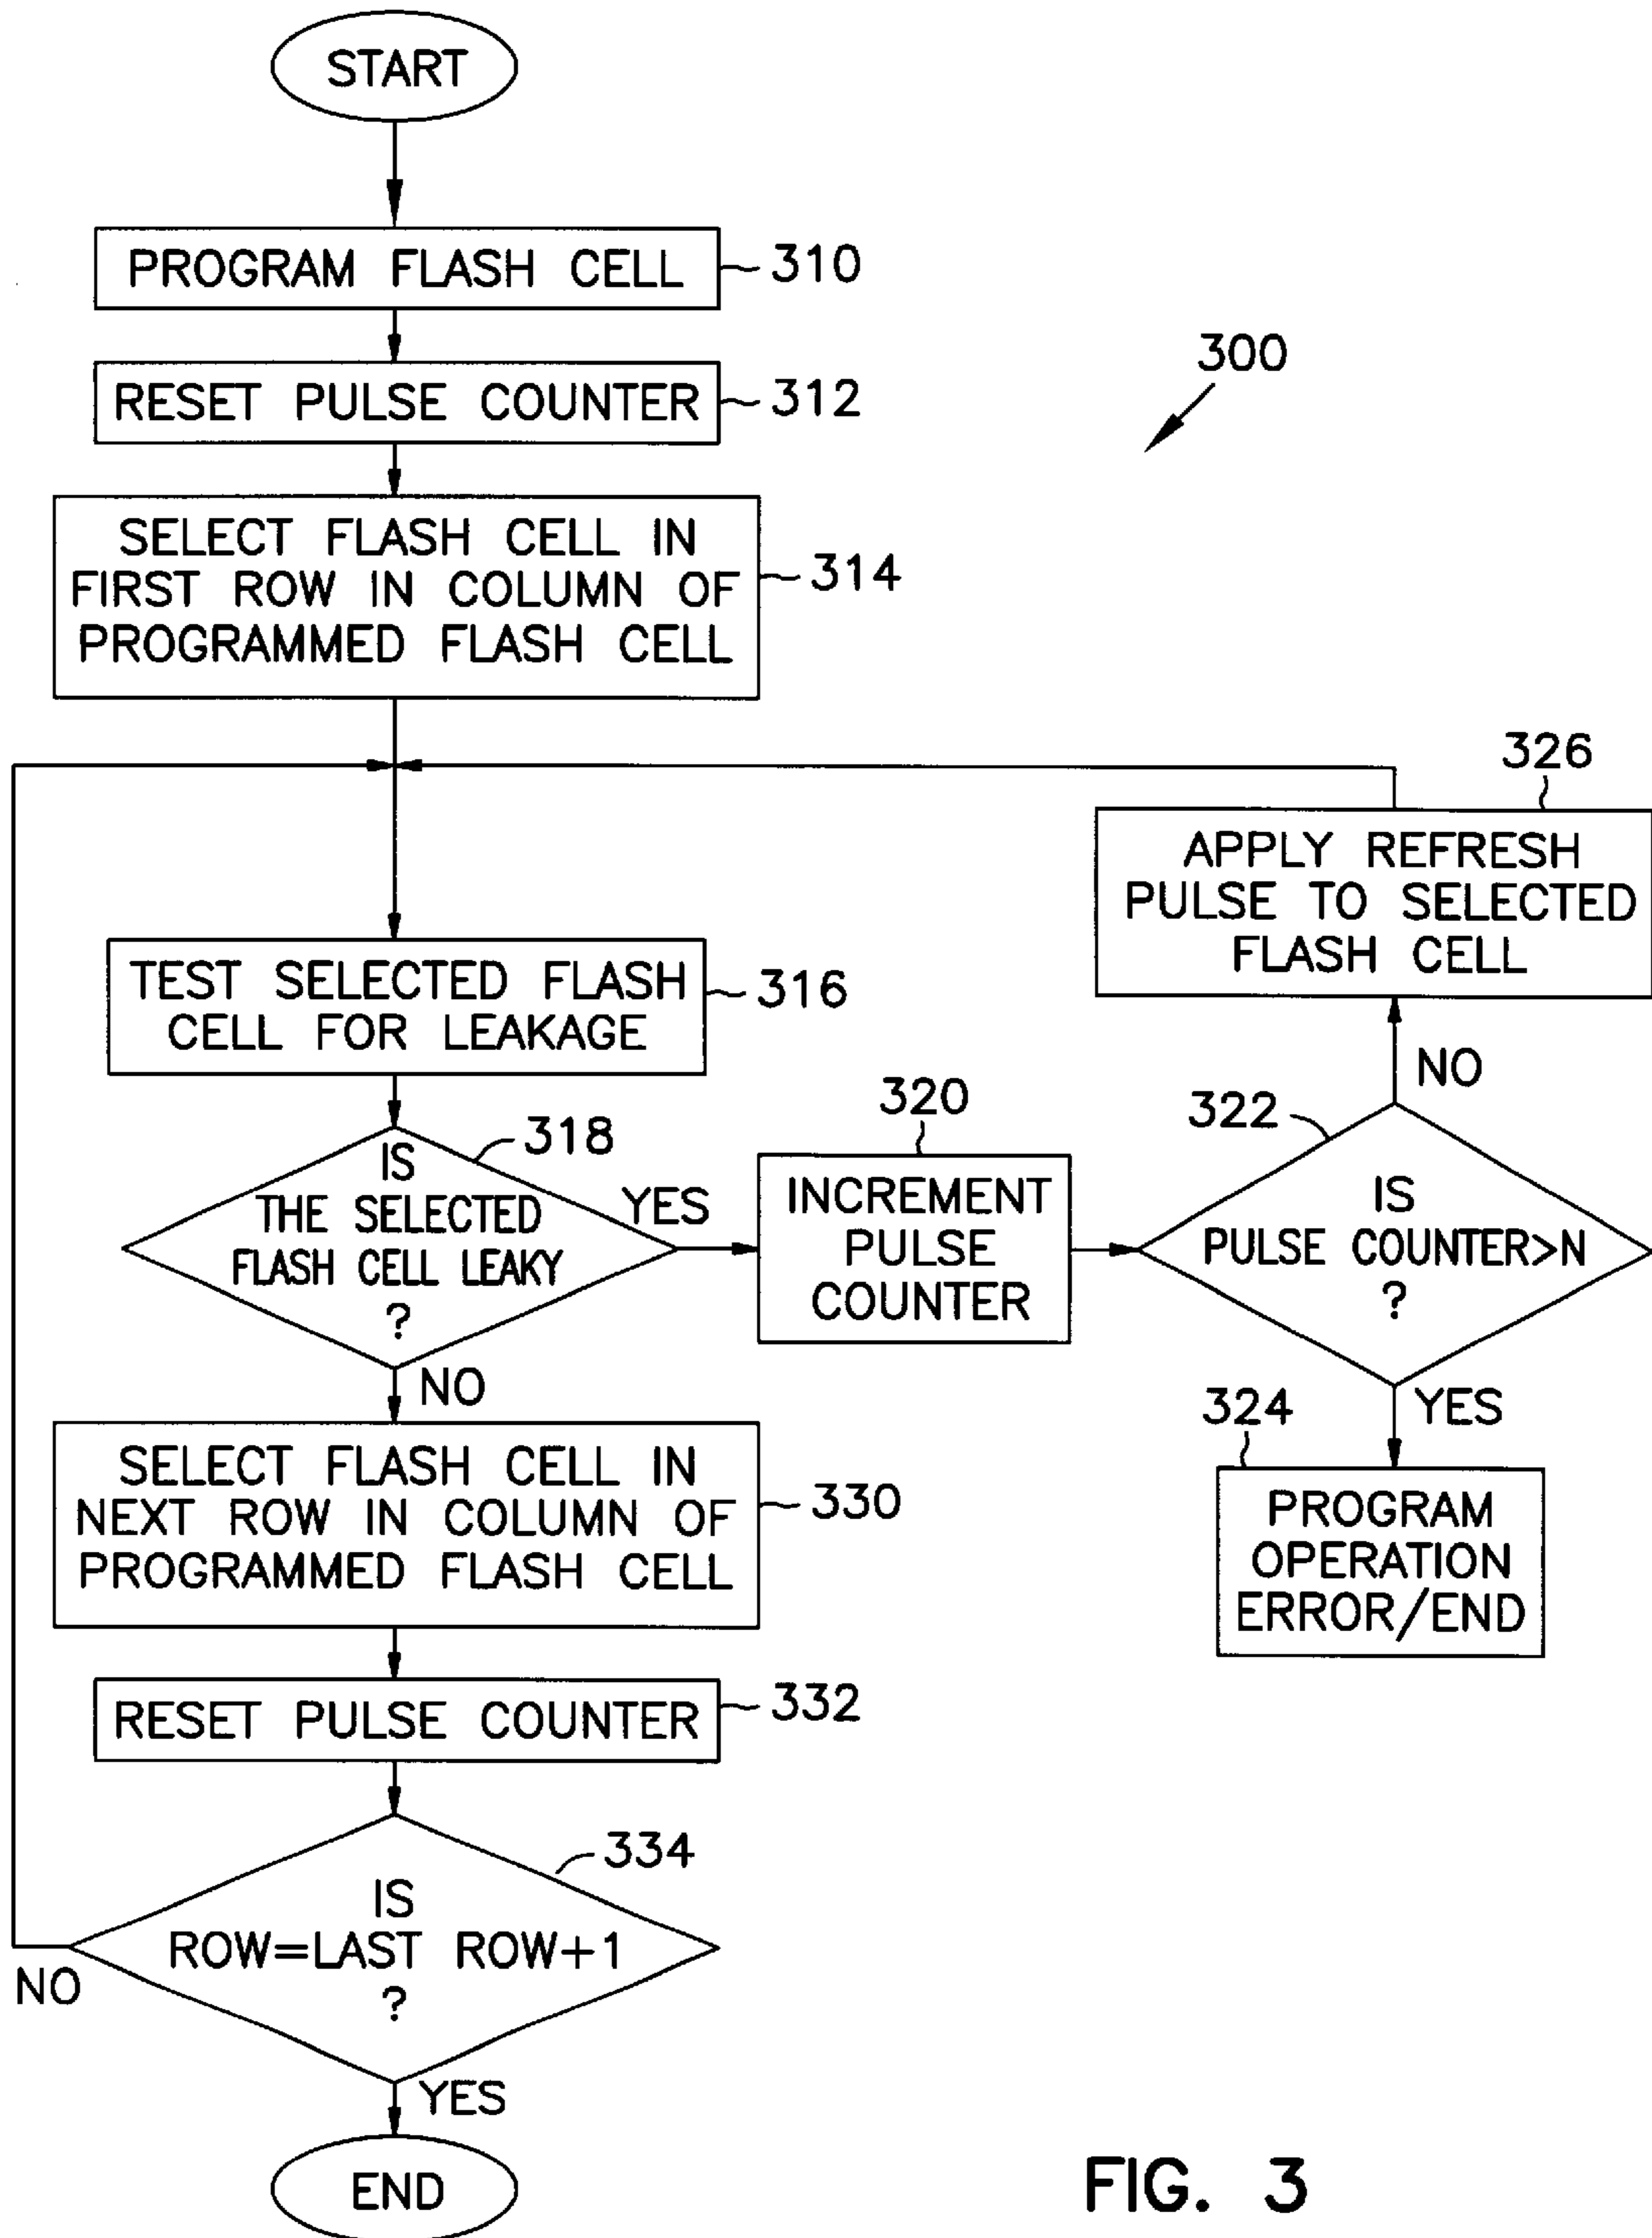 START
PROGRAM FLASH CELL
310
RESET PULSE COUNTER
312
300
SELECT FLASH CELL IN
FIRST ROW IN COLUMN OF
PROGRAMMED FLASH CELL
314
326
APPLY REFRESH
PULSE TO SELECTED
FLASH CELL
TEST SELECTED FLASH
CELL FOR LEAKAGE
316
NO
318
IS
THE SELECTED
FLASH CELL LEAKY
?
YES
320
INCREMENT
PULSE
COUNTER
322
IS
PULSE COUNTER>N
?
NO
YES
324
PROGRAM
OPERATION
ERROR/END
SELECT FLASH CELL IN
NEXT ROW IN COLUMN OF
PROGRAMMED FLASH CELL
330
RESET PULSE COUNTER
332
334
IS
ROW=LAST ROW+1
?
NO
YES
END
FIG. 3